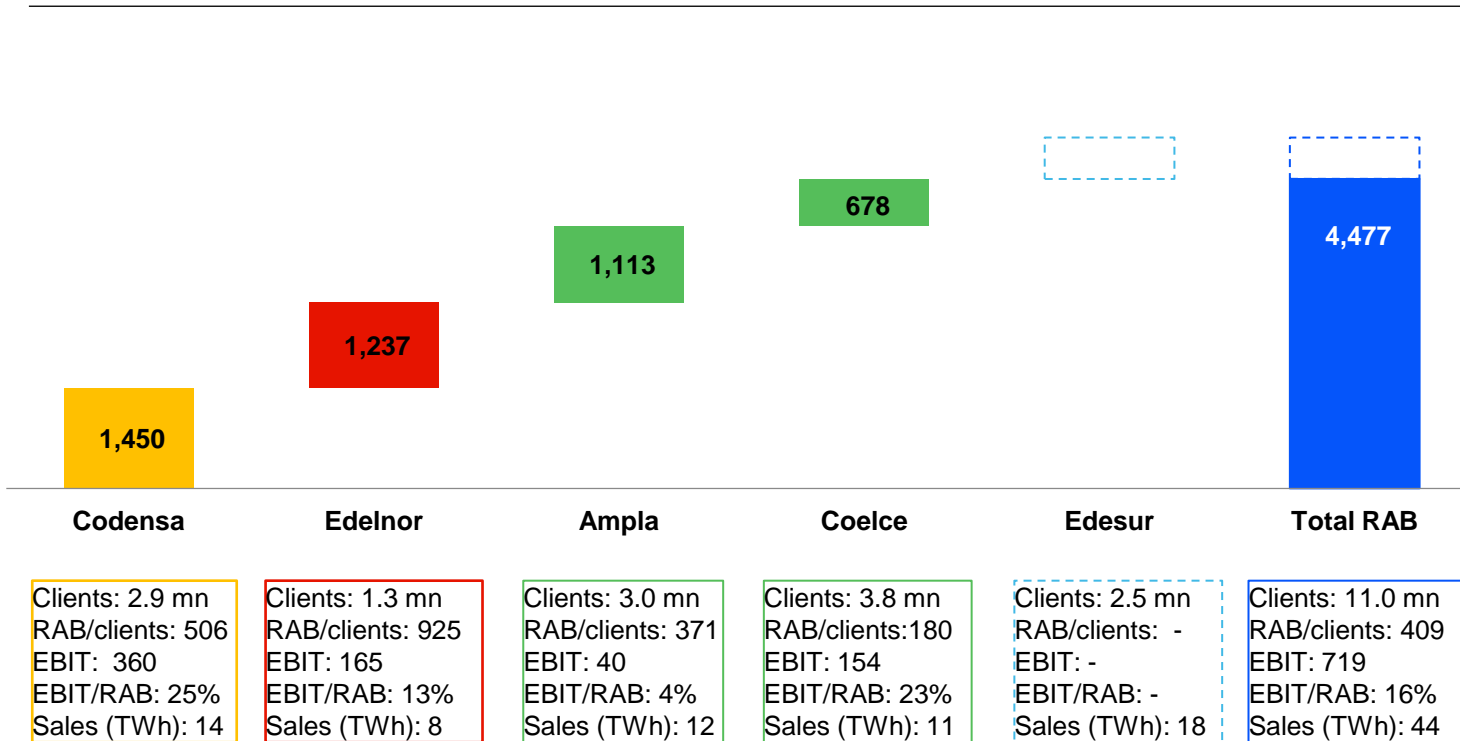 678
4,477
1,113
1,237
1,450
Codensa
Edelnor
Ampla
Coelce
Edesur
Total RAB
Clients: 2.9 mn
RAB/clients: 506
EBIT:  360
EBIT/RAB: 25%
Sales (TWh): 14
Clients: 1.3 mn
RAB/clients: 925
EBIT: 165
EBIT/RAB: 13%
Sales (TWh): 8
Clients: 3.0 mn
RAB/clients: 371
EBIT: 40
EBIT/RAB: 4%
Sales (TWh): 12
Clients: 3.8 mn
RAB/clients:180
EBIT: 154
EBIT/RAB: 23%
Sales (TWh): 11
Clients: 2.5 mn
RAB/clients:  -
EBIT: -
EBIT/RAB: -
Sales (TWh): 18
Clients: 11.0 mn
RAB/clients: 409
EBIT: 719
EBIT/RAB: 16%
Sales (TWh): 44